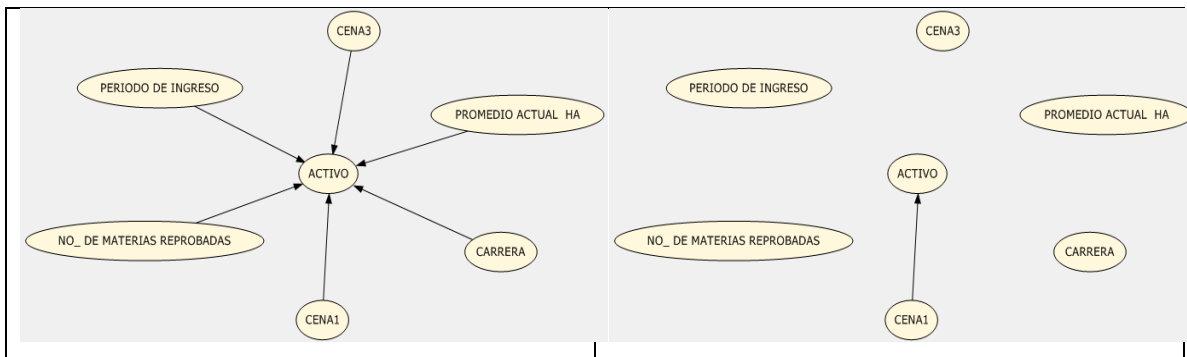 CENA3
PERIODO DE INGRESO
PROMEDIO ACTUAL HA
ACTIVO
NO_ DE MATERIAS REPROBADAS
CARRERA
CENA1
CENA3
PERIODO DE INGRESO
PROMEDIO ACTUAL HA
ACTIVO
NO_ DE MATERIAS REPROBADAS
CARRERA
CENA1